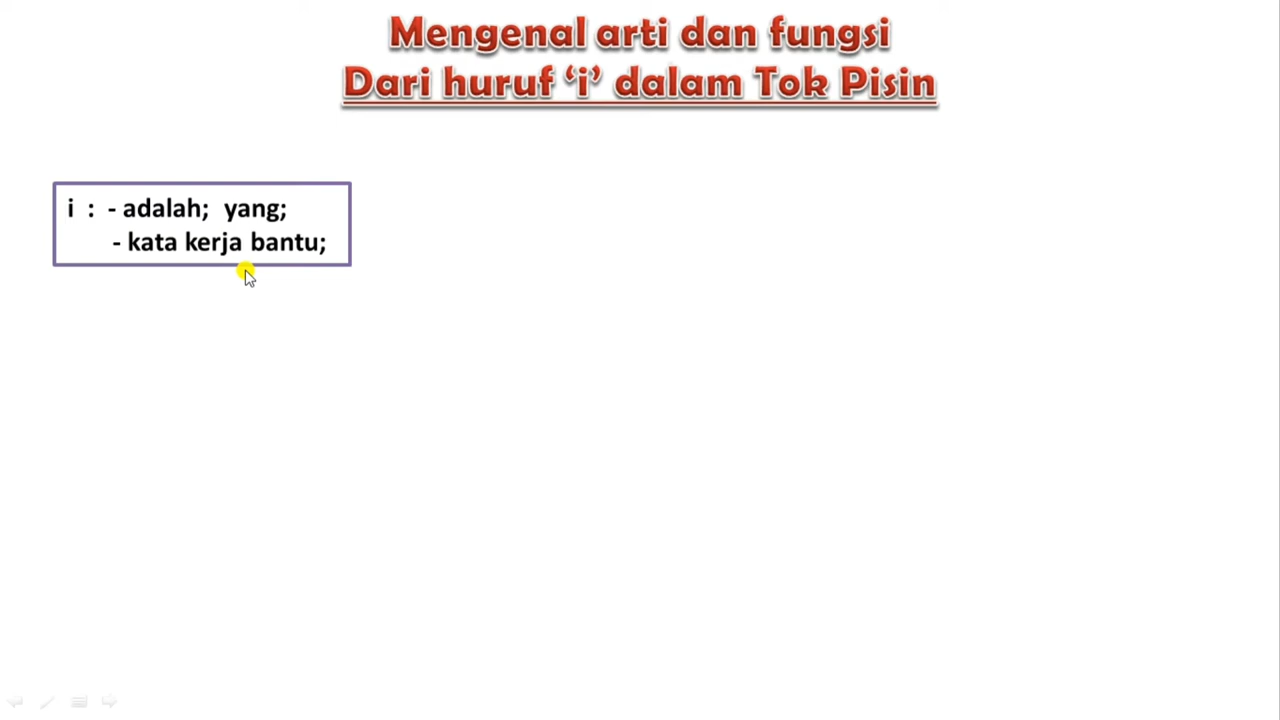 Mengenal arti dan fungsi
Dari huruf ‘i’ dalam Tok Pisin
i : - adalah; yang;
- kata kerja bantu;